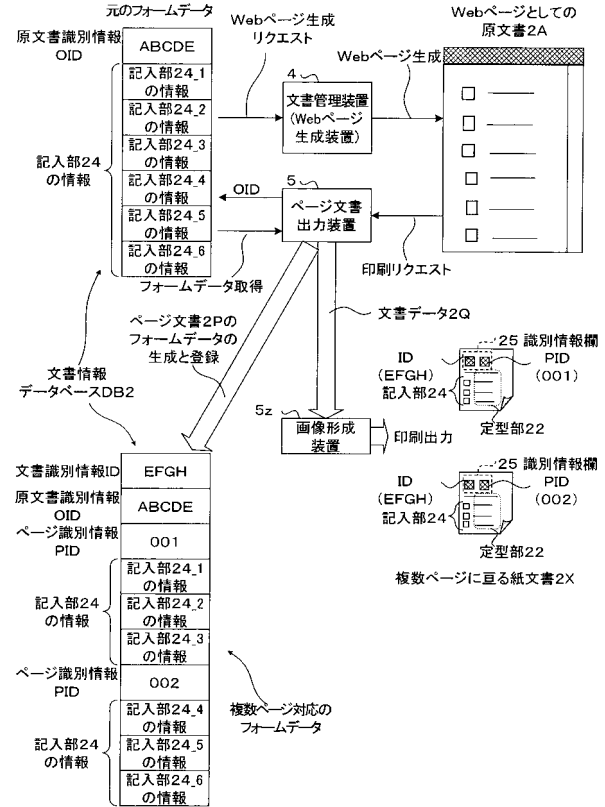 元のフォームデータ
原文書識別情報
OID
ABCDE
記入部24_1
の情報
記入部24_2
の情報
記入部24_3
の情報
記入部24_4
の情報
記入部24_5
の情報
記入部24_6
の情報
記入部24
の情報
Webページ生成
リクエスト
4
文書管理装置
(Webページ
生成装置)
Webページ生成
Webページとしての
原文書2A
OID
5
ページ文書
出力装置
フォームデータ取得
印刷リクエスト
ページ文書2Pの
フォームデータの
生成と登録
文書データ2Q
文書情報
データベースDB2
5z
画像形成
装置
印刷出力
25 識別情報欄
ID
(EFGH)
PID
(001)
記入部24
定型部22
25 識別情報欄
ID
(EFGH)
PID
(002)
記入部24
定型部22
複数ページに亘る紙文書2X
文書識別情報ID
EFGH
原文書識別情報
OID
ABCDE
ページ識別情報
PID
001
記入部24_1
の情報
記入部24_2
の情報
記入部24_3
の情報
記入部24
の情報
ページ識別情報
PID
002
記入部24_4
の情報
記入部24_5
の情報
記入部24_6
の情報
記入部24
の情報
複数ページ対応の
フォームデータ